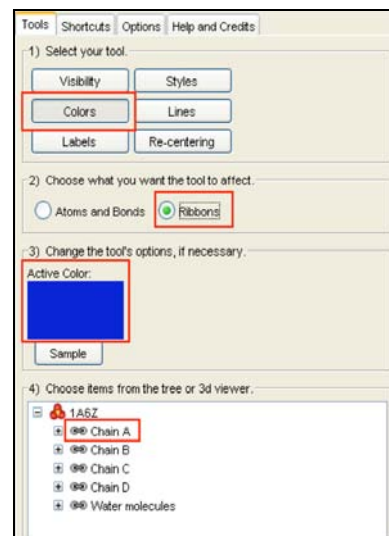 Tools Shortcuts Options Help and Credits
1) Select your tool.
Visibility Styles
Colors Lines
Labels Re-centering
2) Choose what you want the tool to affect.
Atoms and Bonds Ribbons
3) Change the tool's options, if necessary.
Active Color:
Sample
4) Choose items from the tree or 3d viewer.
1A6Z
Chain A
Chain B
Chain C
Chain D
Water molecules